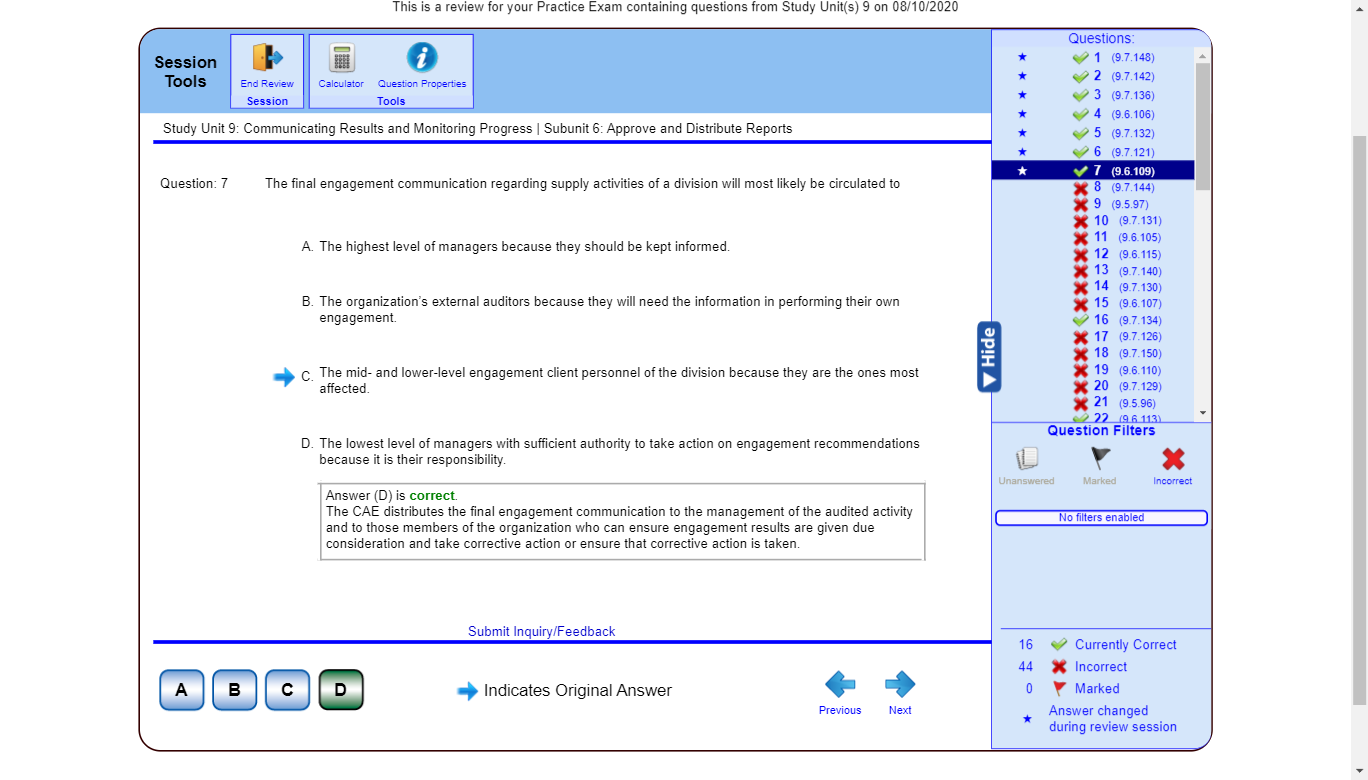 This is a review for your Practice Exam containing questions from Study Unit(s) 9 on 08/10/2020
Session
Tools
End Review
Session
Calculator
Question Properties
Tools
Study Unit 9: Communicating Results and Monitoring Progress | Subunit 6: Approve and Distribute Reports
Question: 7
The final engagement communication regarding supply activities of a division will most likely be circulated to
A. The highest level of managers because they should be kept informed.
B. The organization's external auditors because they will need the information in performing their own
engagement.
C. The mid- and lower-level engagement client personnel of the division because they are the ones most
affected.
D. The lowest level of managers with sufficient authority to take action on engagement recommendations
because it is their responsibility.
Answer (D) is correct.
The CAE distributes the final engagement communication to the management of the audited activity
and to those members of the organization who can ensure engagement results are given due
consideration and take corrective action or ensure that corrective action is taken.
Submit Inquiry/Feedback
A B C D
Indicates Original Answer
Previous
Next
Hide
Questions:
1 (9.7.148)
2 (9.7.142)
3 (9.7.136)
4 (9.6.106)
5 (9.7.132)
6 (9.7.121)
7 (9.6.109)
8 (9.7.144)
9 (9.5.97)
10 (9.7.131)
11 (9.6.105)
12 (9.6.115)
13 (9.7.140)
14 (9.7.130)
15 (9.6.107)
16 (9.7.134)
17 (9.7.126)
18 (9.7.150)
19 (9.6.110)
20 (9.7.129)
21 (9.5.96)
22 (9.6.113)
Question Filters
Unanswered
Marked
Incorrect
No filters enabled
16 Currently Correct
44 Incorrect
0 Marked
Answer changed
during review session